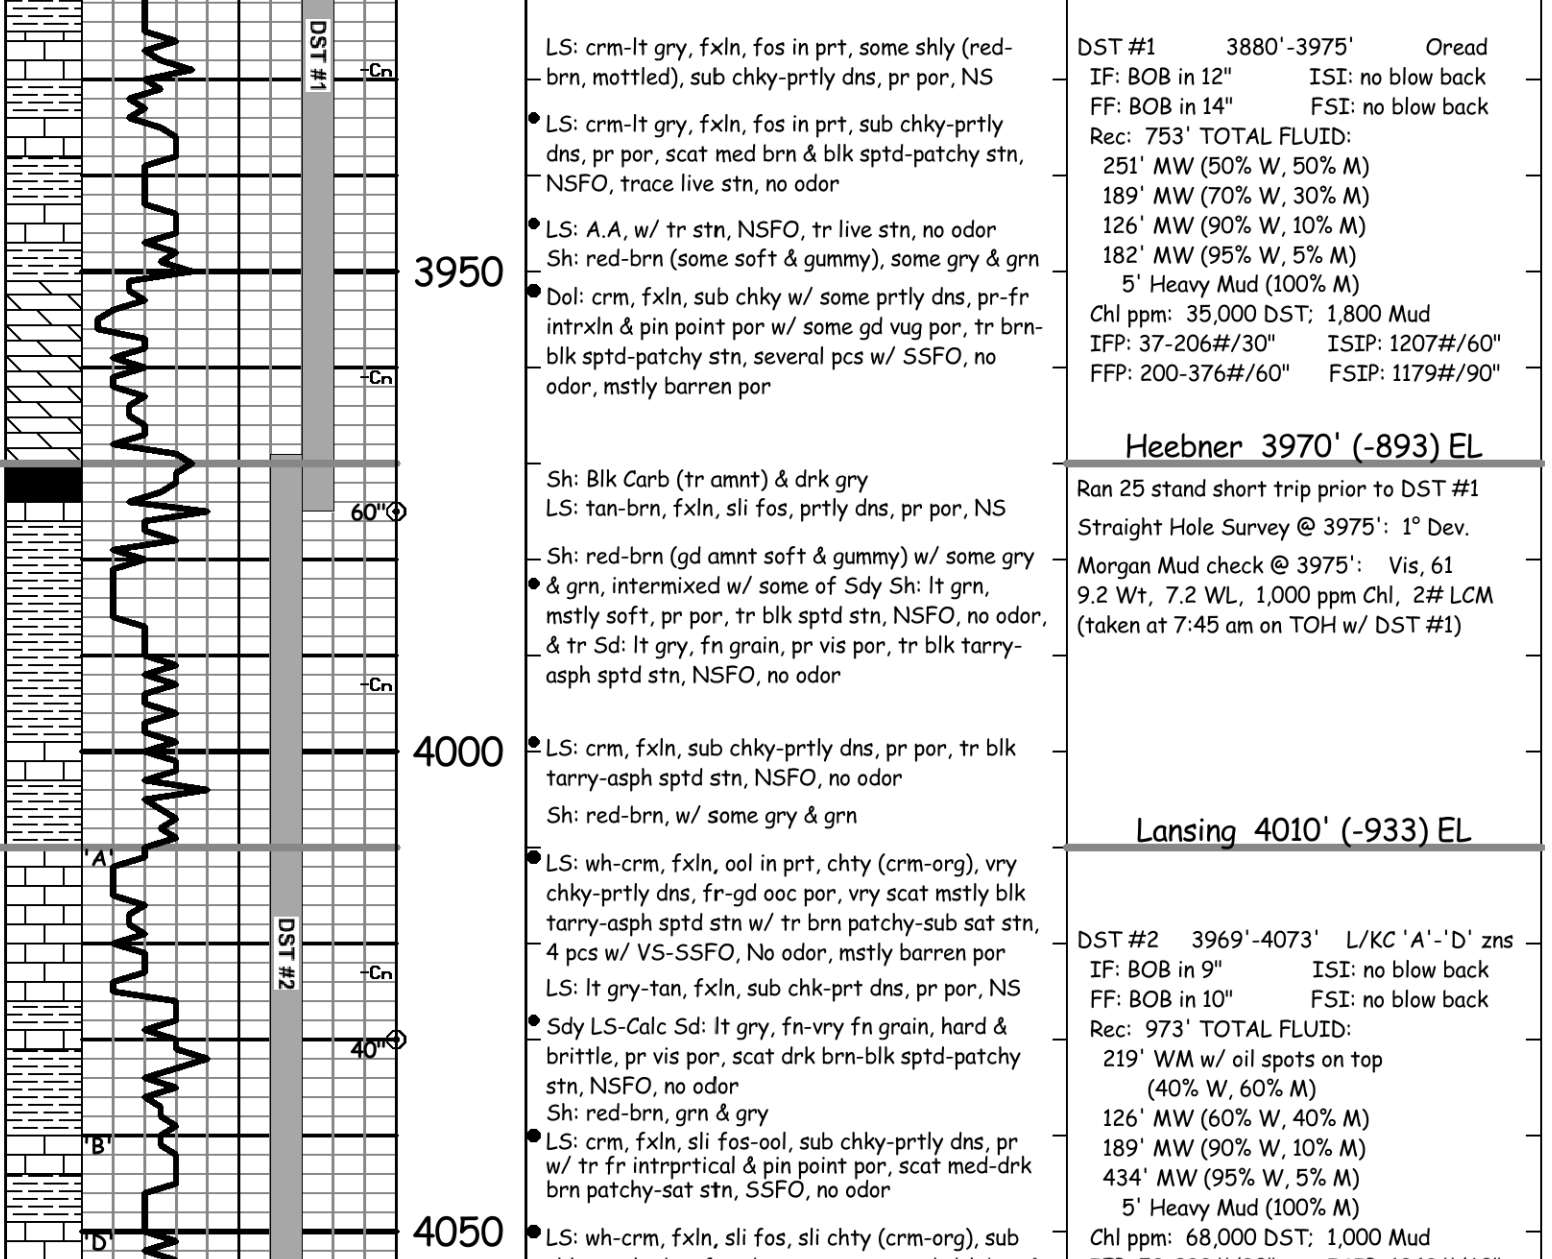 DST #1
-Cn
3950
-Cn
60"
-Cn
4000
'A'
DST #2
-Cn
40"
'B'
4050
'D'
LS: crm-lt gry, fxln, fos in prt, some shly (red-
brn, mottled), sub chky-prtly dns, pr por, NS
LS: crm-lt gry, fxln, fos in prt, sub chky-prtly
dns, pr por, scat med brn & blk sptd-patchy stn,
NSFO, trace live stn, no odor
LS: A.A, w/ tr stn, NSFO, tr live stn, no odor
Sh: red-brn (some soft & gummy), some gry & grn
Dol: crm, fxln, sub chky w/ some prtly dns, pr-fr
intrxln & pin point por w/ some gd vug por, tr brn-
blk sptd-patchy stn, several pcs w/ SSFO, no
odor, mstly barren por
Sh: Blk Carb (tr amnt) & drk gry
LS: tan-brn, fxln, sli fos, prtly dns, pr por, NS
Sh: red-brn (gd amnt soft & gummy) w/ some gry
& grn, intermixed w/ some of Sdy Sh: lt grn,
mstly soft, pr por, tr blk sptd stn, NSFO, no odor,
& tr Sd: lt gry, fn grain, pr vis por, tr blk tarry-
asph sptd stn, NSFO, no odor
LS: crm, fxln, sub chky-prtly dns, pr por, tr blk
tarry-asph sptd stn, NSFO, no odor
Sh: red-brn, w/ some gry & grn
LS: wh-crm, fxln, ool in prt, chty (crm-org), vry
chky-prtly dns, fr-gd ooc por, vry scat mstly blk
tarry-asph sptd stn w/ tr brn patchy-sub sat stn,
4 pcs w/ VS-SSFO, No odor, mstly barren por
LS: lt gry-tan, fxln, sub chk-prt dns, pr por, NS
Sdy LS-Calc Sd: lt gry, fn-vry fn grain, hard &
brittle, pr vis por, scat drk brn-blk sptd-patchy
stn, NSFO, no odor
Sh: red-brn, grn & gry
LS: crm, fxln, sli fos-ool, sub chky-prtly dns, pr
w/ tr fr intrprtical & pin point por, scat med-drk
brn patchy-sat stn, SSFO, no odor
LS: wh-crm, fxln, sli fos, sli chty (crm-org), sub
DST #1 3880'-3975' Oread
IF: BOB in 12" ISI: no blow back
FF: BOB in 14" FSI: no blow back
Rec: 753' TOTAL FLUID:
251' MW (50% W, 50% M)
189' MW (70% W, 30% M)
126' MW (90% W, 10% M)
182' MW (95% W, 5% M)
5' Heavy Mud (100% M)
Chl ppm: 35,000 DST; 1,800 Mud
IFP: 37-206#/30" ISIP: 1207#/60"
FFP: 200-376#/60" FSIP: 1179#/90"
Heebner 3970' (-893) EL
Ran 25 stand short trip prior to DST #1
Straight Hole Survey @ 3975': 1° Dev.
Morgan Mud check @ 3975': Vis, 61
9.2 Wt, 7.2 WL, 1,000 ppm Chl, 2# LCM
(taken at 7:45 am on TOH w/ DST #1)
Lansing 4010' (-933) EL
DST #2 3969'-4073' L/KC 'A'-'D' zns
IF: BOB in 9" ISI: no blow back
FF: BOB in 10" FSI: no blow back
Rec: 973' TOTAL FLUID:
219' WM w/ oil spots on top
(40% W, 60% M)
126' MW (60% W, 40% M)
189' MW (90% W, 10% M)
434' MW (95% W, 5% M)
5' Heavy Mud (100% M)
Chl ppm: 68,000 DST; 1,000 Mud